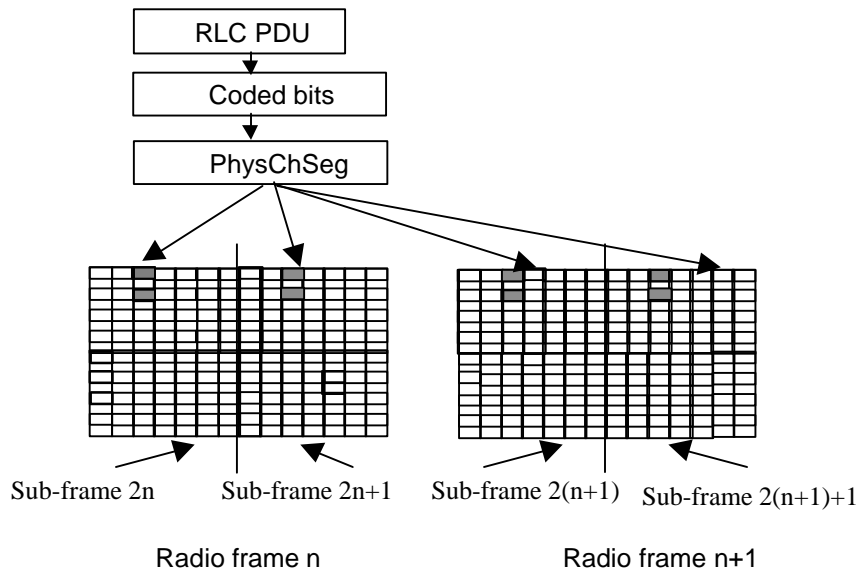 RLC PDU
Coded bits
PhysChSeg
Sub-frame 2n
Sub-frame 2n+1
Sub-frame 2(n+1)
Sub-frame 2(n+1)+1
Radio frame n
Radio frame n+1